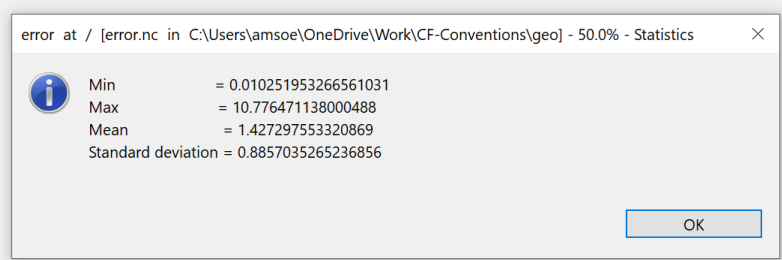 error at / [error.nc in C:\Users\amsoe\OneDrive\Work\CF-Conventions\geo] - 50.0% - Statistics
Min = 0.010251953266561031
Max = 10.776471138000488
Mean = 1.427297553320869
Standard deviation = 0.8857035265236856
OK